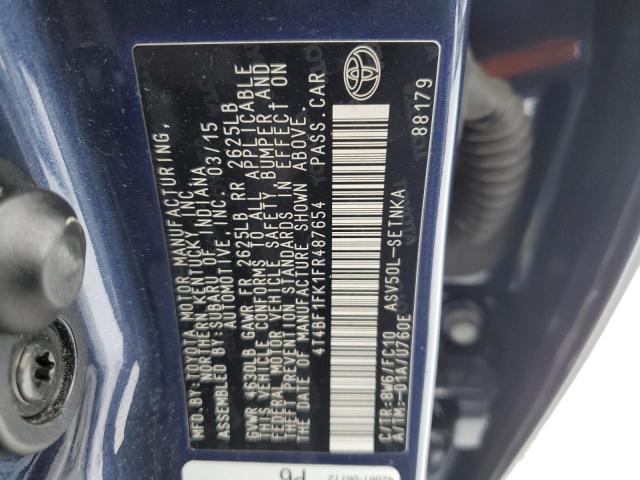 MFD. BY: TOYOTA MOTOR MANUFACTURING,
NORTHERN KENTUCKY, INC.
ASSEMBLED BY: SUBARU OF INDIANA
AUTOMOTIVE, INC. 03/15
GVWR 4630LB GAWR FR 2625LB RR 2625LB
THIS VEHICLE CONFORMS TO ALL APPLICABLE
FEDERAL MOTOR VEHICLE SAFETY, BUMPER AND
THEFT PREVENTION STANDARDS IN EFFECT ON
THE DATE OF MANUFACTURE SHOWN ABOVE.
4T4BF1FK1FR487654 PASS.CAR
C/TR:8W6/FC10 ASV50L-SETNKA
A/TM:-01A/U760E
88179
P6